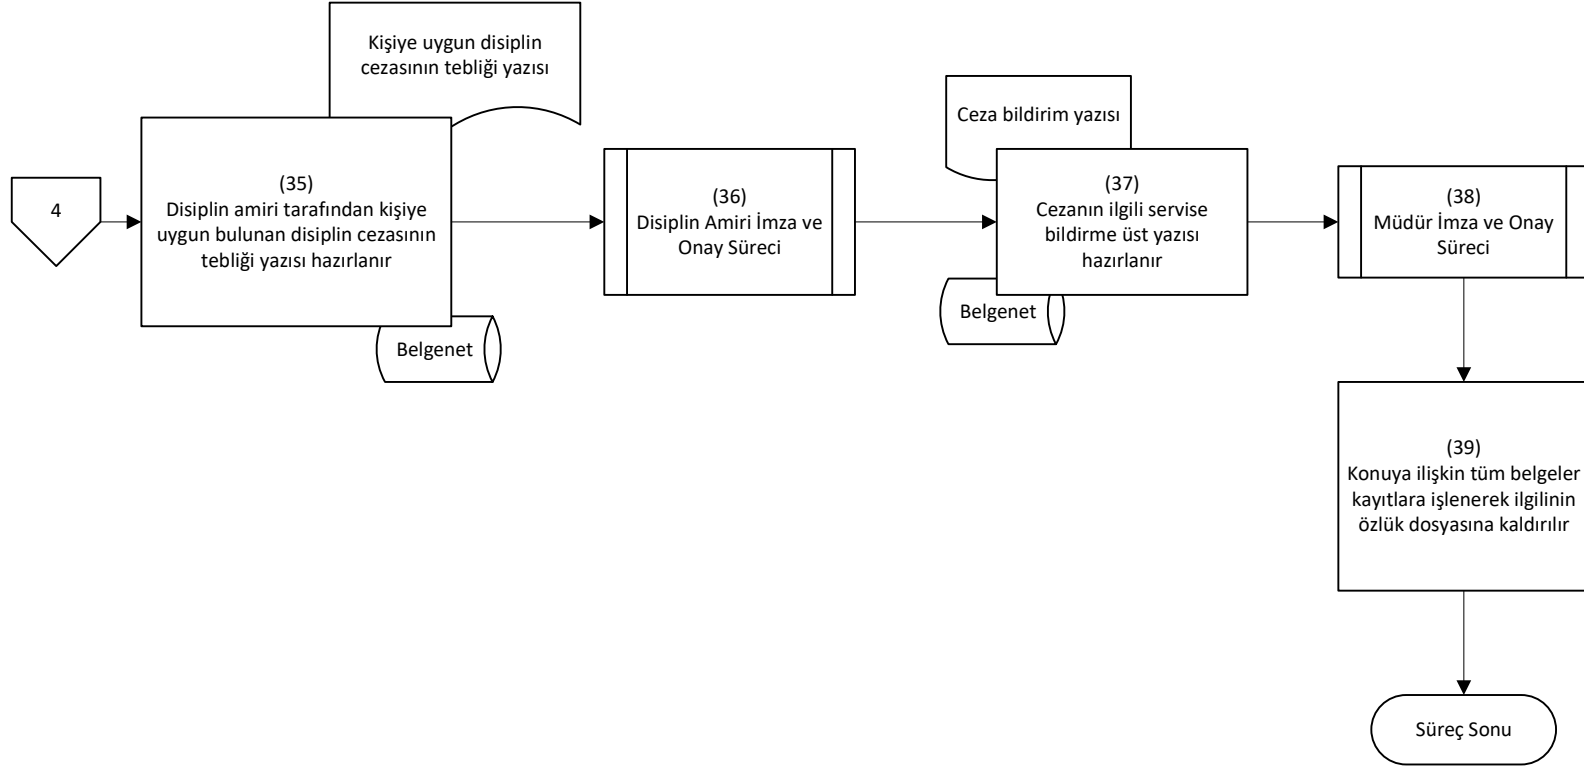 Kişiye uygun disiplin
cezasının tebliği yazısı
4
(35)
Disiplin amiri tarafından kişiye
uygun bulunan disiplin cezasının
tebliği yazısı hazırlanır
Belgenet
(36)
Disiplin Amiri İmza ve
Onay Süreci
Ceza bildirim yazısı
(37)
Cezanın ilgili servise
bildirme üst yazısı
hazırlanır
Belgenet
(38)
Müdür İmza ve Onay
Süreci
(39)
Konuya ilişkin tüm belgeler
kayıtlara işlenerek ilgilinin
özlük dosyasına kaldırılır
Süreç Sonu